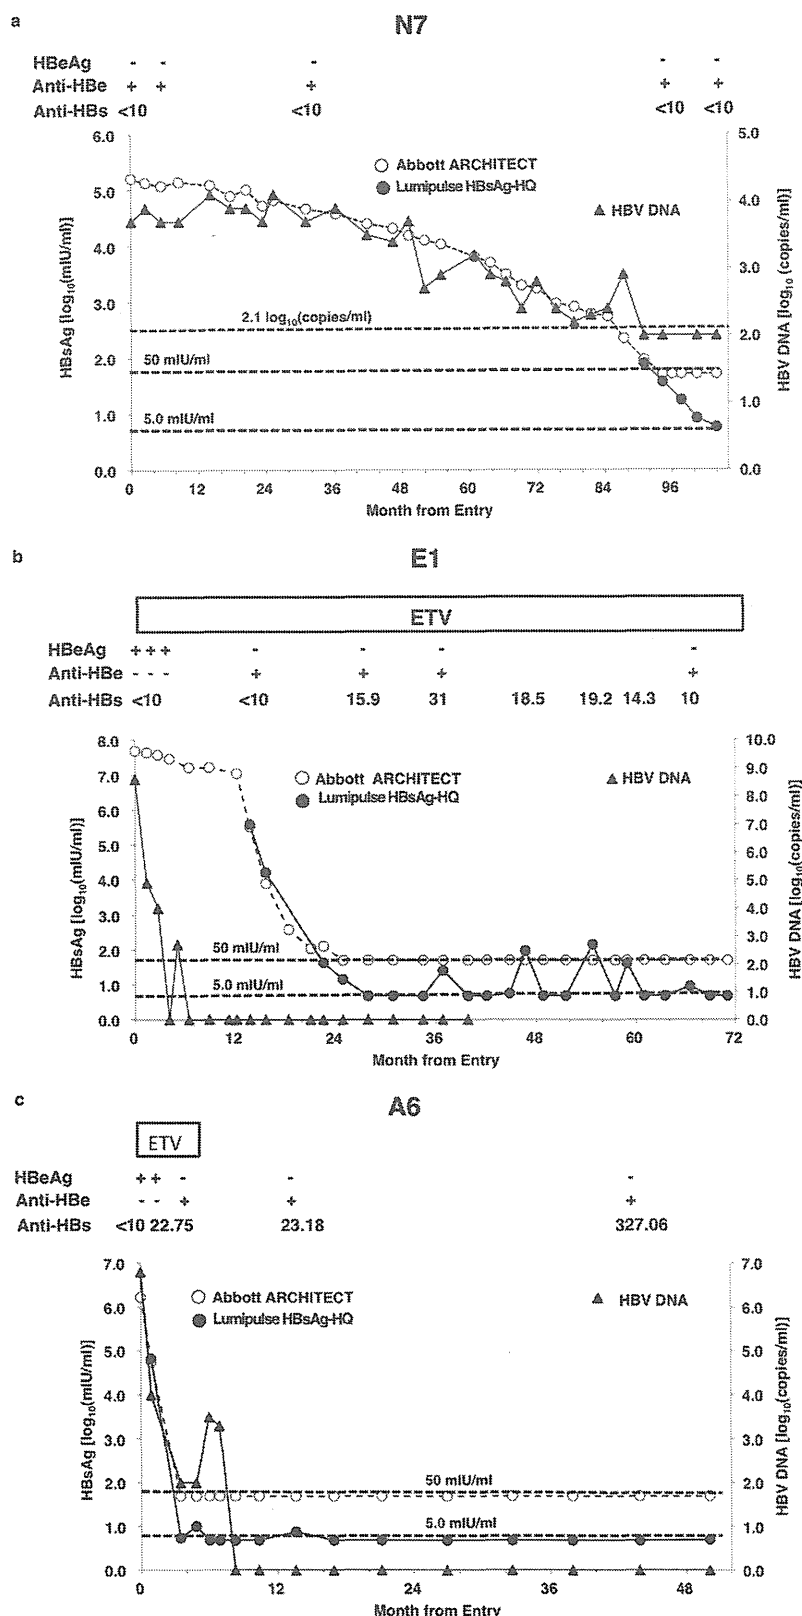 a
N7
HBeAg - - - - -
Anti-HBe + + + + +
Anti-HBs <10 <10 <10 <10
6.0
5.0
4.0
3.0
2.0
1.0
0.0
HBsAg [log10(mIU/ml)]
5.0
4.0
3.0
2.0
1.0
0.0
HBV DNA [log10 (copies/ml)]
Abbott ARCHITECT
Lumipulse HBsAg-HQ
HBV DNA
2.1 log10(copies/ml)
50 mIU/ml
5.0 mIU/ml
0 12 24 36 48 60 72 84 96
Month from Entry
b
E1
ETV
HBeAg + + + - - - -
Anti-HBe - - - + + + +
Anti-HBs <10 <10 15.9 31 18.5 19.2 14.3 10
8.0
7.0
6.0
5.0
4.0
3.0
2.0
1.0
0.0
HBsAg [log10(mIU/ml)]
10.0
9.0
8.0
7.0
6.0
5.0
4.0
3.0
2.0
1.0
0.0
HBV DNA [log10(copies/ml)]
Abbott ARCHITECT
Lumipulse HBsAg-HQ
HBV DNA
50 mIU/ml
5.0 mIU/ml
0 12 24 36 48 60 72
Month from Entry
c
A6
ETV
HBeAg + + - - -
Anti-HBe - - + + +
Anti-HBs <10 22.75 23.18 327.06
7.0
6.0
5.0
4.0
3.0
2.0
1.0
0.0
HBsAg [log10(mIU/ml)]
7.0
6.0
5.0
4.0
3.0
2.0
1.0
0.0
HBV DNA [log10(copies/ml)]
Abbott ARCHITECT
Lumipulse HBsAg-HQ
HBV DNA
50 mIU/ml
5.0 mIU/ml
0 12 24 36 48
Month from Entry